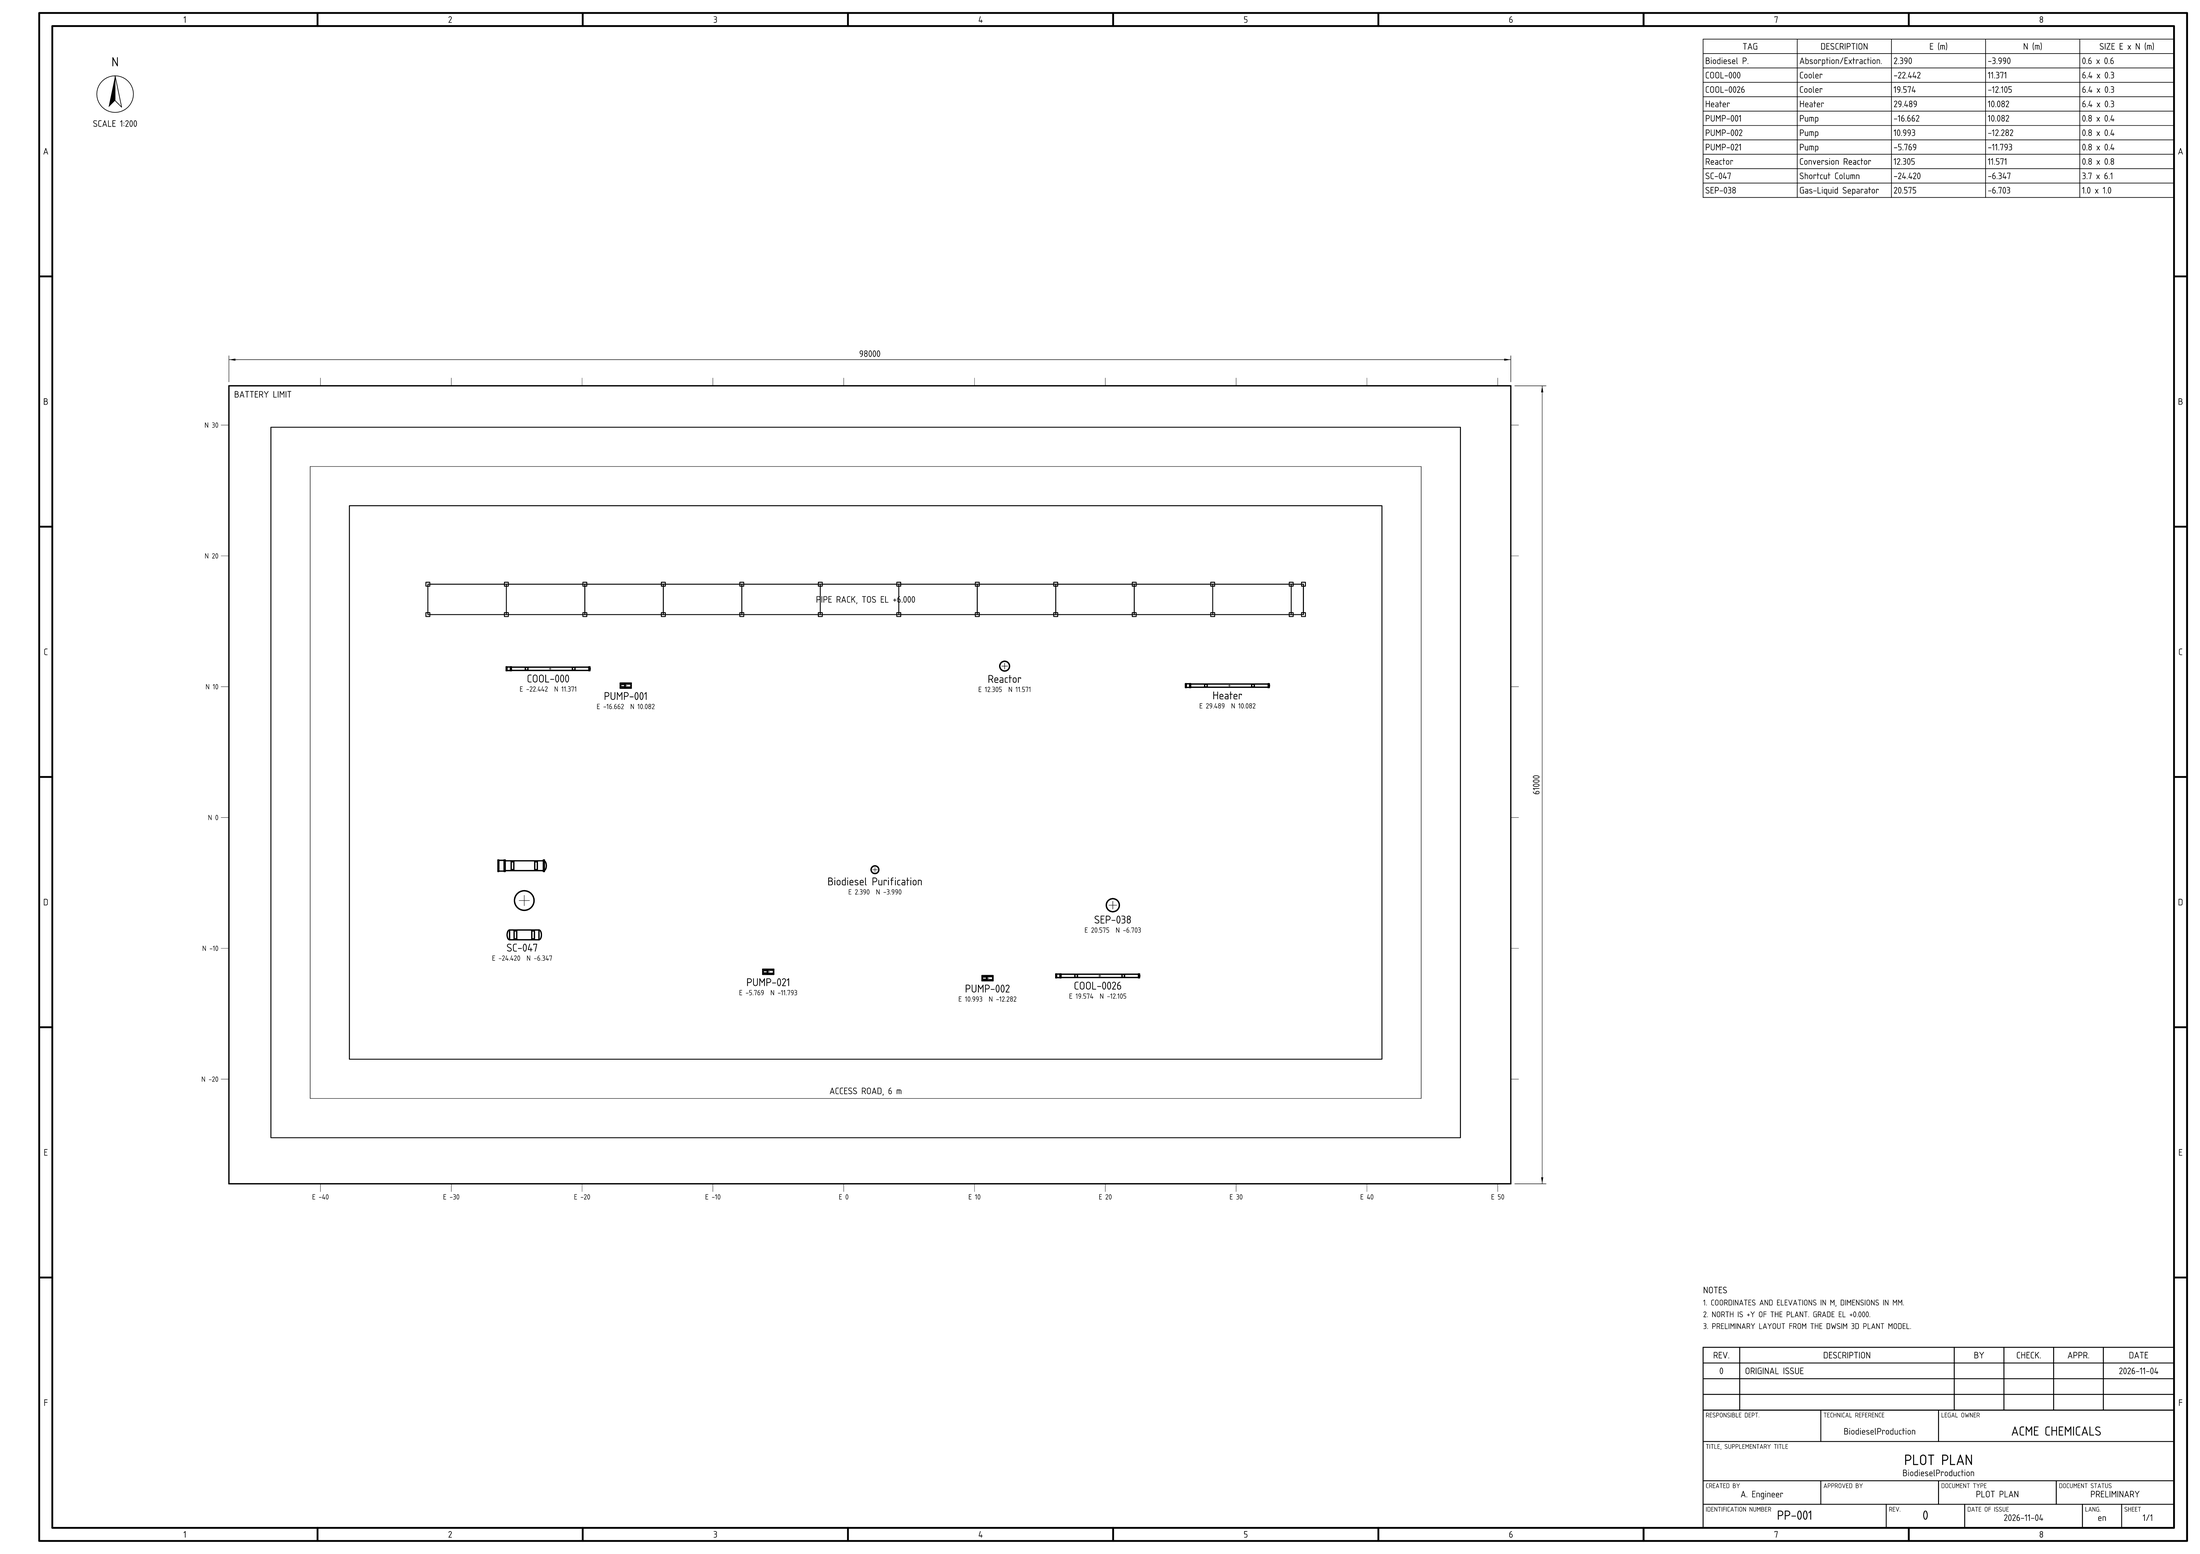 1 2 3 4 5 6 7 8
N
SCALE 1:200
TAG DESCRIPTION E (m) N (m) SIZE E x N (m)
Biodiesel P. Absorption/Extraction. 2.390 -3.990 0.6 x 0.6
COOL-000 Cooler -22.442 11.371 6.4 x 0.3
COOL-0026 Cooler 19.574 -12.105 6.4 x 0.3
Heater Heater 29.489 10.082 6.4 x 0.3
PUMP-001 Pump -16.662 10.082 0.8 x 0.4
PUMP-002 Pump 10.993 -12.282 0.8 x 0.4
PUMP-021 Pump -5.769 -11.793 0.8 x 0.4
Reactor Conversion Reactor 12.305 11.571 0.8 x 0.8
SC-047 Shortcut Column -24.420 -6.347 3.7 x 6.1
SEP-038 Gas-Liquid Separator 20.575 -6.703 1.0 x 1.0
A A
98000
BATTERY LIMIT
B B
N 30
N 20
PIPE RACK, TOS EL +6.000
C C
COOL-000
E -22.442 N 11.371
N 10
PUMP-001
E -16.662 N 10.082
Reactor
E 12.305 N 11.571
Heater
E 29.489 N 10.082
61000
N 0
Biodiesel Purification
E 2.390 N -3.990
D D
SEP-038
E 20.575 N -6.703
N -10
SC-047
E -24.420 N -6.347
PUMP-021
E -5.769 N -11.793
PUMP-002
E 10.993 N -12.282
COOL-0026
E 19.574 N -12.105
N -20
ACCESS ROAD, 6 m
E E
E -40 E -30 E -20 E -10 E 0 E 10 E 20 E 30 E 40 E 50
NOTES
1. COORDINATES AND ELEVATIONS IN M, DIMENSIONS IN MM.
2. NORTH IS +Y OF THE PLANT. GRADE EL +0.000.
3. PRELIMINARY LAYOUT FROM THE DWSIM 3D PLANT MODEL.
REV. DESCRIPTION BY CHECK. APPR. DATE
0 ORIGINAL ISSUE 2026-11-04
F F
RESPONSIBLE DEPT. TECHNICAL REFERENCE LEGAL OWNER
BiodieselProduction ACME CHEMICALS
TITLE, SUPPLEMENTARY TITLE
PLOT PLAN
BiodieselProduction
CREATED BY APPROVED BY DOCUMENT TYPE DOCUMENT STATUS
A. Engineer PLOT PLAN PRELIMINARY
IDENTIFICATION NUMBER REV. DATE OF ISSUE LANG. SHEET
PP-001 0 2026-11-04 en 1/1
1 2 3 4 5 6 7 8